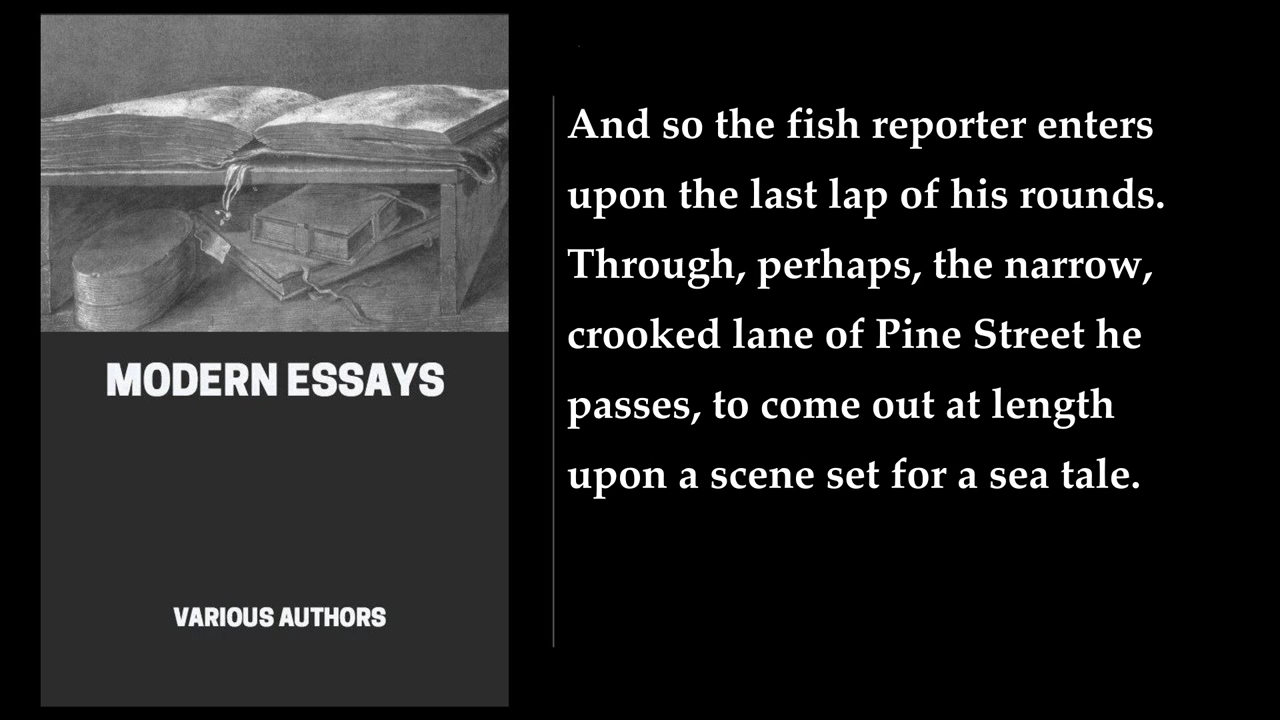 MODERN ESSAYS
VARIOUS AUTHORS
And so the fish reporter enters
upon the last lap of his rounds.
Through, perhaps, the narrow,
crooked lane of Pine Street he
passes, to come out at length
upon a scene set for a sea tale.